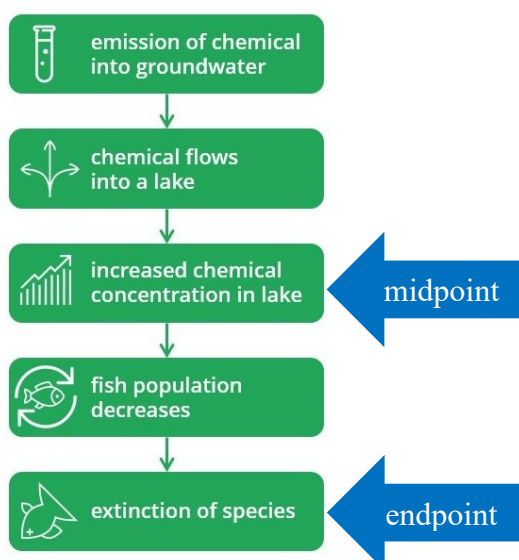 emission of chemical
into groundwater
chemical flows
into a lake
increased chemical
concentration in lake
midpoint
fish population
decreases
extinction of species
endpoint